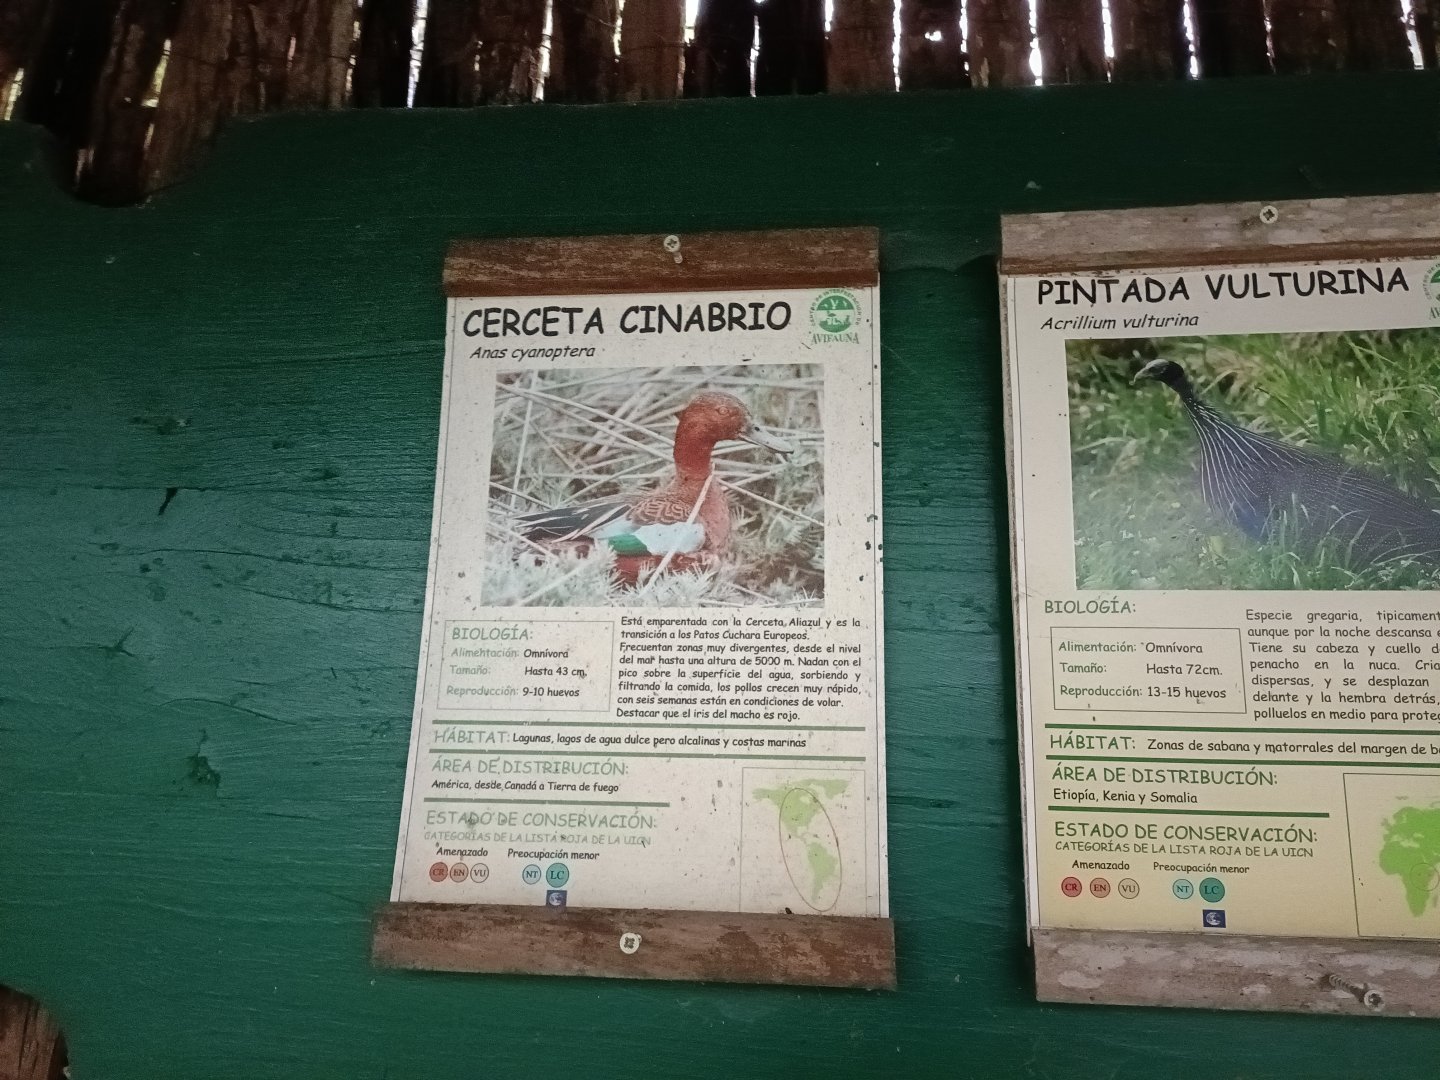 CERCETA CINABRIO
Anas cyanoptera
AVIFAUNA
BIOLOGÍA:
Alimentación: Omnívora
Tamaño: Hasta 43 cm.
Reproducción: 9-10 huevos
Está emparentada con la Cerceta Aliazul y es la
transición a los Patos Cuchara Europeos.
Frecuentan zonas muy divergentes, desde el nivel
del mar hasta una altura de 5000 m. Nadan con el
pico sobre la superficie del agua, sorbiendo y
filtrando la comida, los pollos crecen muy rápido,
con seis semanas están en condiciones de volar.
Destacar que el iris del macho es rojo.
HÁBITAT: Lagunas, lagos de agua dulce pero alcalinas y costas marinas
ÁREA DE DISTRIBUCIÓN:
América, desde Canadá a Tierra de fuego
ESTADO DE CONSERVACIÓN:
CATEGORÍAS DE LA LISTA ROJA DE LA UICN
Amenazado Preocupación menor
CR EN VU NT LC
PINTADA VULTURINA
Acrillium vulturina
BIOLOGÍA:
Alimentación: Omnívora
Tamaño: Hasta 72cm.
Reproducción: 13-15 huevos
Especie gregaria, tipicament
aunque por la noche descansa
Tiene su cabeza y cuello d
penacho en la nuca. Cria
dispersas, y se desplazan
delante y la hembra detrás,
polluelos en medio para proteg
HÁBITAT: Zonas de sabana y matorrales del margen de b
ÁREA DE DISTRIBUCIÓN:
Etiopía, Kenia y Somalia
ESTADO DE CONSERVACIÓN:
CATEGORÍAS DE LA LISTA ROJA DE LA UICN
Amenazado Preocupación menor
CR EN VU NT LC